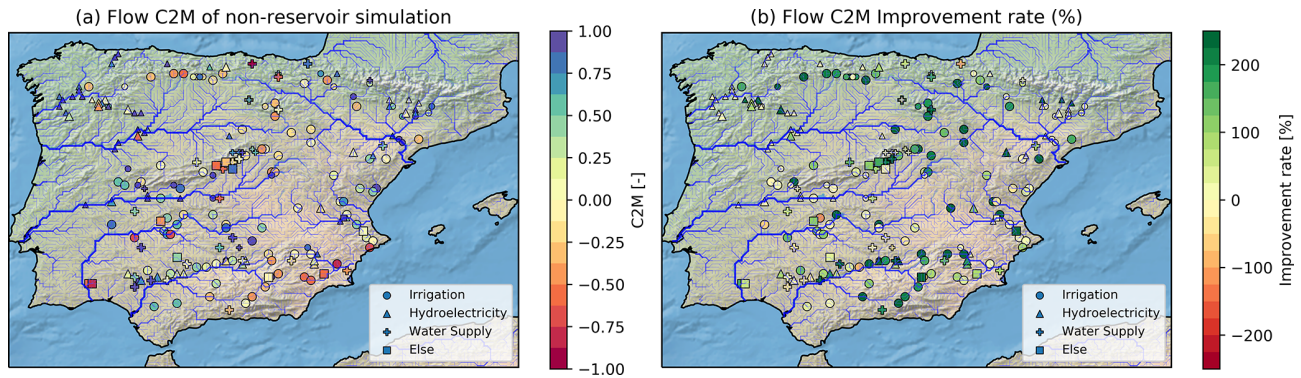 (a) Flow C2M of non-reservoir simulation
1.00
0.75
0.50
0.25
0.00
−0.25
−0.50
−0.75
−1.00
C2M [-]
Irrigation
Hydroelectricity
Water Supply
Else
(b) Flow C2M Improvement rate (%)
200
100
0
−100
−200
Improvement rate [%]
Irrigation
Hydroelectricity
Water Supply
Else